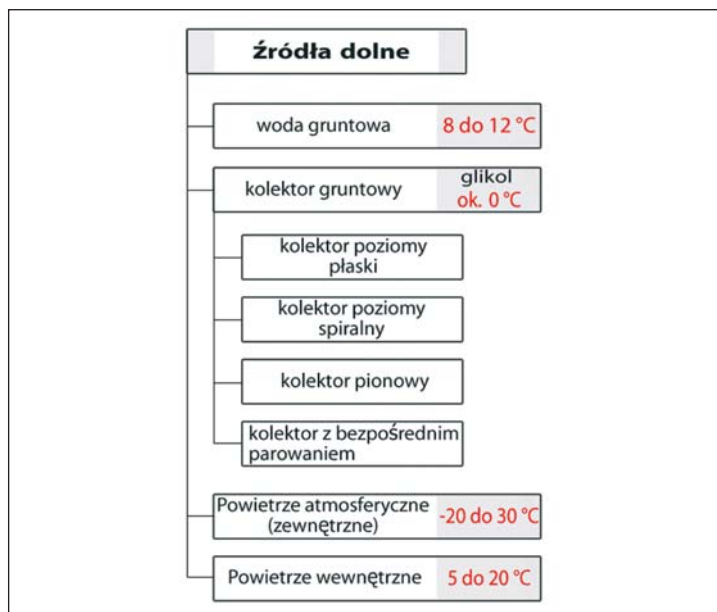 źródła dolne
woda gruntowa 8 do 12 °C
kolektor gruntowy glikol
ok. 0 °C
kolektor poziomy
płaski
kolektor poziomy
spiralny
kolektor pionowy
kolektor z bezpośrednim
parowaniem
Powietrze atmosferyczne
(zewnętrzne) -20 do 30 °C
Powietrze wewnętrzne 5 do 20 °C